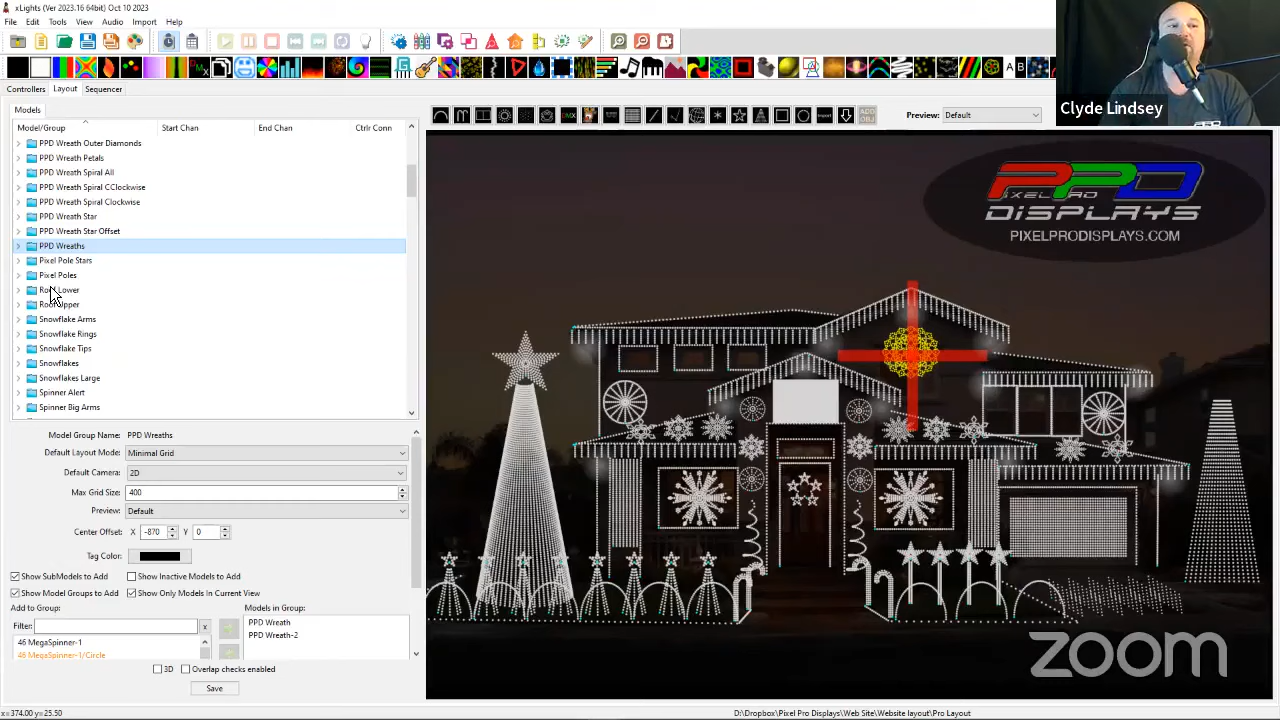 xLights (Ver 2023.16 64bit) Oct 10 2023
File Edit Tools View Audio Import Help
Controllers Layout Sequencer
Models
Preview: Default
Clyde Lindsey
Model/Group Start Chan End Chan Ctrlr Conn
PPD Wreath Outer Diamonds
PPD Wreath Petals
PPD Wreath Spiral All
PPD Wreath Spiral CClockwise
PPD Wreath Spiral Clockwise
PPD Wreath Star
PPD Wreath Star Offset
PPD Wreaths
Pixel Pole Stars
Pixel Poles
Lower
Upper
Snowflake Arms
Snowflake Rings
Snowflake Tips
Snowflakes
Snowflakes Large
Spinner Alert
Spinner Big Arms
Model Group Name: PPD Wreaths
Default Layout Mode: Minimal Grid
Default Camera: 2D
Max Grid Size: 400
Preview: Default
Center Offset: X -870 Y 0
Tag Color:
Show SubModels to Add Show Inactive Models to Add
Show Model Groups to Add Show Only Models In Current View
Add to Group: Models in Group:
Filter: x
46 MegaSpinner-1
46 MegaSpinner-1/Circle
PPD Wreath
PPD Wreath-2
3D Overlap checks enabled
Save
PPD
DISPLAYS
PIXELPRODISPLAYS.COM
zoom
x=374.00 y=25.50
D:\Dropbox\Pixel Pro Displays\Web Site\Website layout\Pro Layout